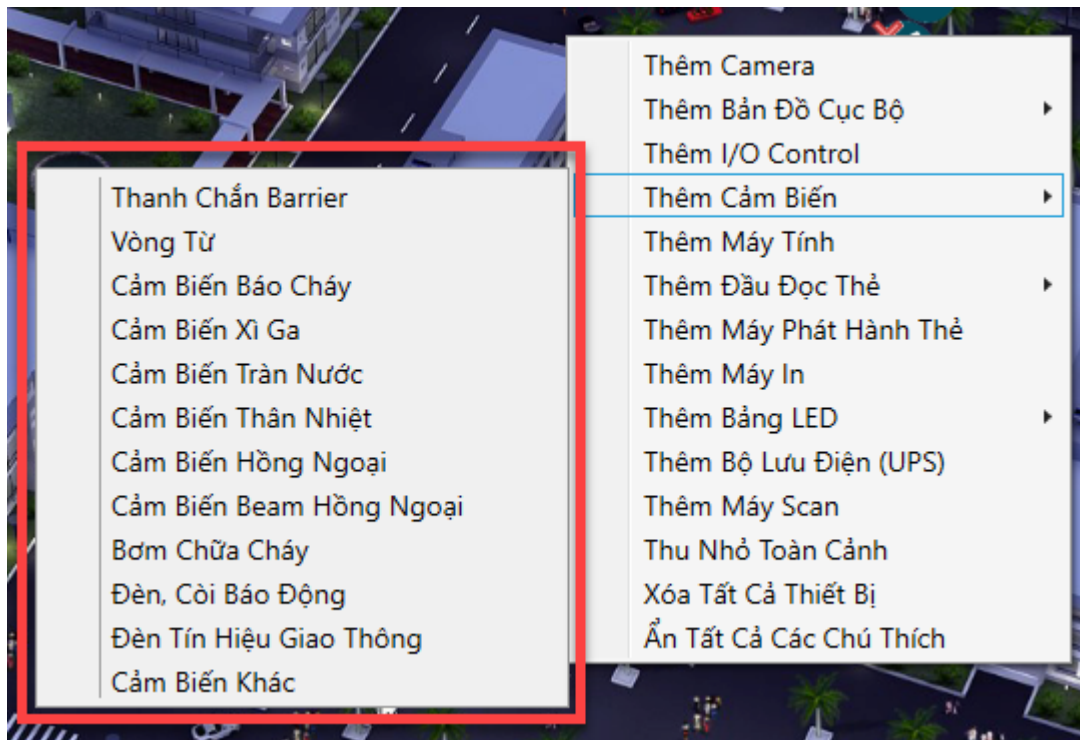 Thêm Camera
Thêm Bản Đồ Cục Bộ
Thêm I/O Control
Thêm Cảm Biến
Thêm Máy Tính
Thêm Đầu Đọc Thẻ
Thêm Máy Phát Hành Thẻ
Thêm Máy In
Thêm Bảng LED
Thêm Bộ Lưu Điện (UPS)
Thêm Máy Scan
Thu Nhỏ Toàn Cảnh
Xóa Tất Cả Thiết Bị
Ẩn Tất Cả Các Chú Thích
Thanh Chắn Barrier
Vòng Từ
Cảm Biến Báo Cháy
Cảm Biến Xì Ga
Cảm Biến Tràn Nước
Cảm Biến Thân Nhiệt
Cảm Biến Hồng Ngoại
Cảm Biến Beam Hồng Ngoại
Bơm Chữa Cháy
Đèn, Còi Báo Động
Đèn Tín Hiệu Giao Thông
Cảm Biến Khác